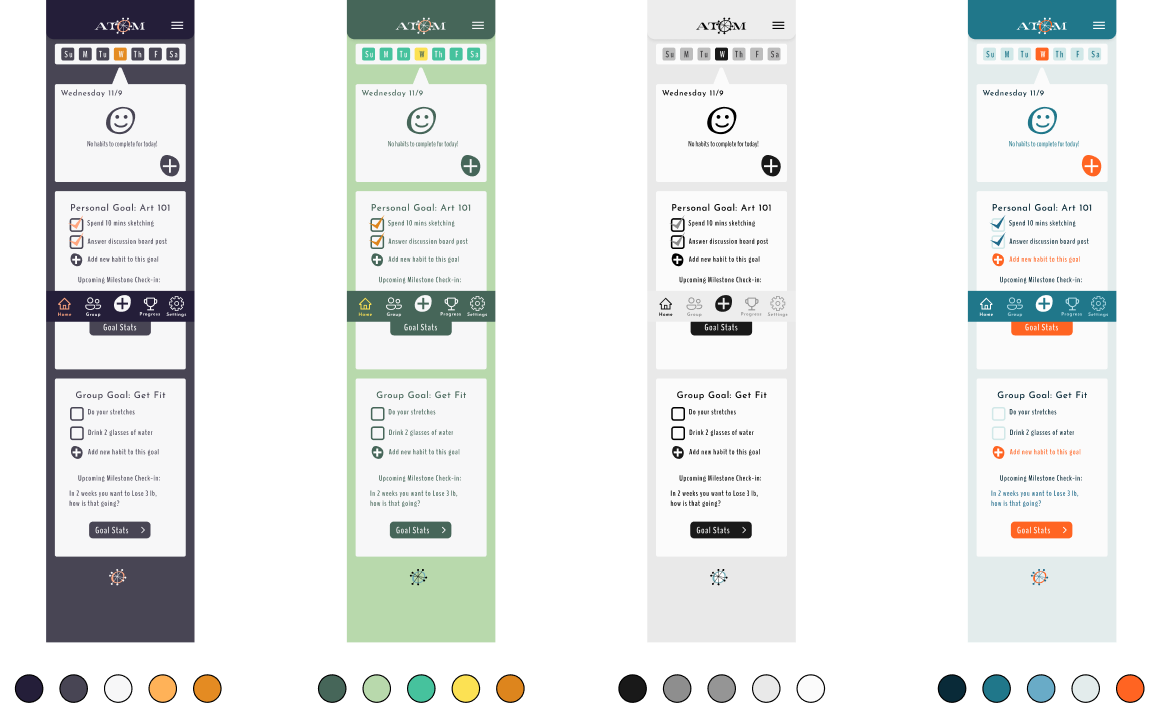 ATOM
Su M Tu W Th F Sa
Wednesday 11/9
No habits to complete for today!
Personal Goal: Art 101
Spend 10 mins sketching
Answer discussion board post
Add new habit to this goal
Upcoming Milestone Check-in:
Home Group Progress Settings
Goal Stats
Group Goal: Get Fit
Do your stretches
Drink 2 glasses of water
Add new habit to this goal
Upcoming Milestone Check-in:
In 2 weeks you want to Lose 3 lb,
how is that going?
Goal Stats
ATOM
Su M Tu W Th F Sa
Wednesday 11/9
No habits to complete for today!
Personal Goal: Art 101
Spend 10 mins sketching
Answer discussion board post
Add new habit to this goal
Upcoming Milestone Check-in:
Home Group Progress Settings
Goal Stats
Group Goal: Get Fit
Do your stretches
Drink 2 glasses of water
Add new habit to this goal
Upcoming Milestone Check-in:
In 2 weeks you want to Lose 3 lb,
how is that going?
Goal Stats
ATOM
Su M Tu W Th F Sa
Wednesday 11/9
No habits to complete for today!
Personal Goal: Art 101
Spend 10 mins sketching
Answer discussion board post
Add new habit to this goal
Upcoming Milestone Check-in:
Home Group Progress Settings
Goal Stats
Group Goal: Get Fit
Do your stretches
Drink 2 glasses of water
Add new habit to this goal
Upcoming Milestone Check-in:
In 2 weeks you want to Lose 3 lb,
how is that going?
Goal Stats
ATOM
Su M Tu W Th F Sa
Wednesday 11/9
No habits to complete for today!
Personal Goal: Art 101
Spend 10 mins sketching
Answer discussion board post
Add new habit to this goal
Upcoming Milestone Check-in:
Home Group Progress Settings
Goal Stats
Group Goal: Get Fit
Do your stretches
Drink 2 glasses of water
Add new habit to this goal
Upcoming Milestone Check-in:
In 2 weeks you want to Lose 3 lb,
how is that going?
Goal Stats